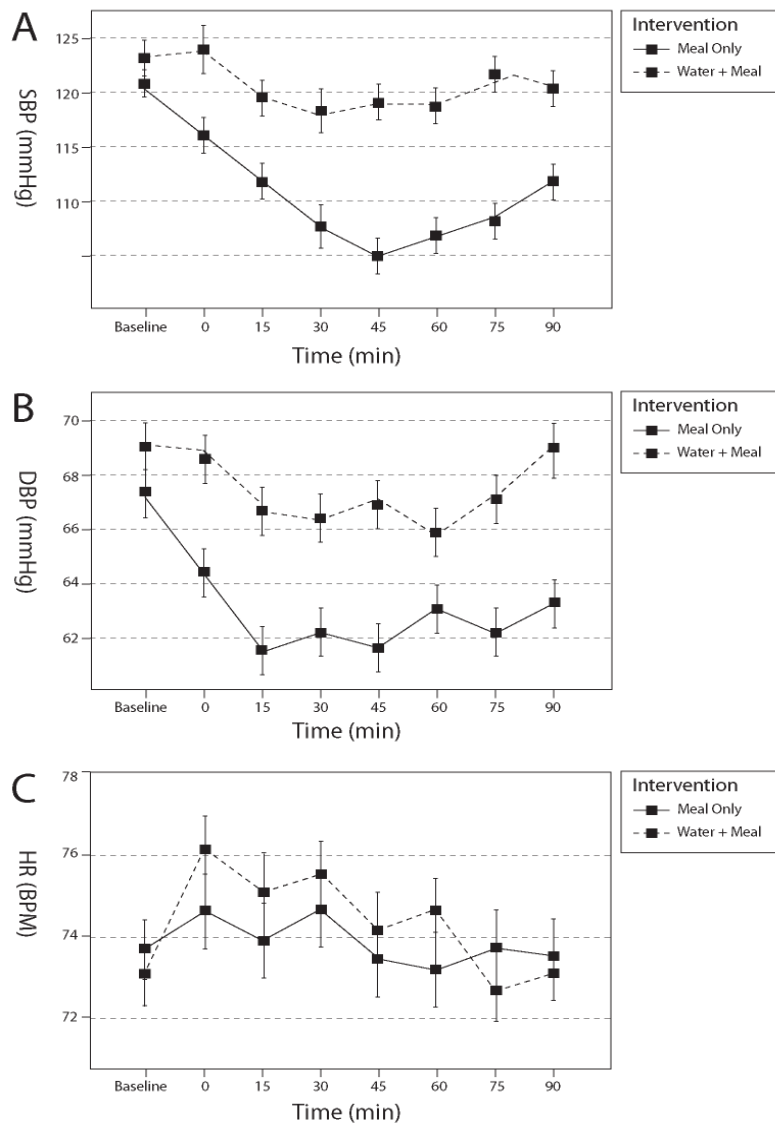 A
SBP (mmHg)
125
120
115
110
Baseline 0 15 30 45 60 75 90
Time (min)
Intervention
Meal Only
Water + Meal
B
DBP (mmHg)
70
68
66
64
62
Baseline 0 15 30 45 60 75 90
Time (min)
Intervention
Meal Only
Water + Meal
C
HR (BPM)
78
76
74
72
Baseline 0 15 30 45 60 75 90
Time (min)
Intervention
Meal Only
Water + Meal